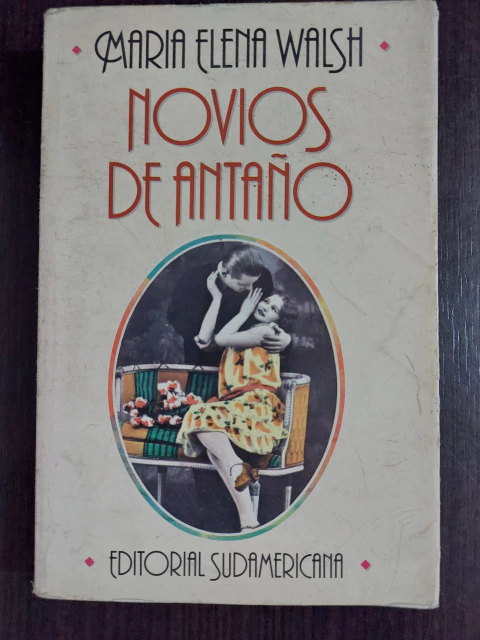 MARIA ELENA WALSH
NOVIOS
DE ANTAÑO
EDITORIAL SUDAMERICANA